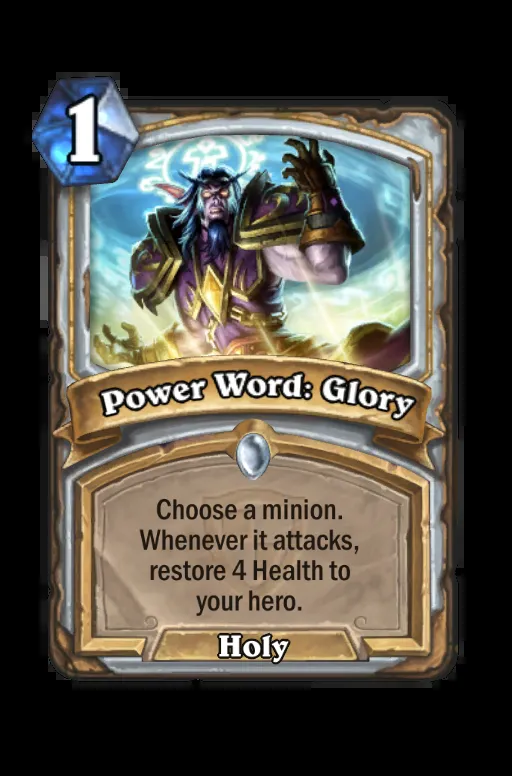 1
Power Word: Glory
Choose a minion.
Whenever it attacks,
restore 4 Health to
your hero.
Holy